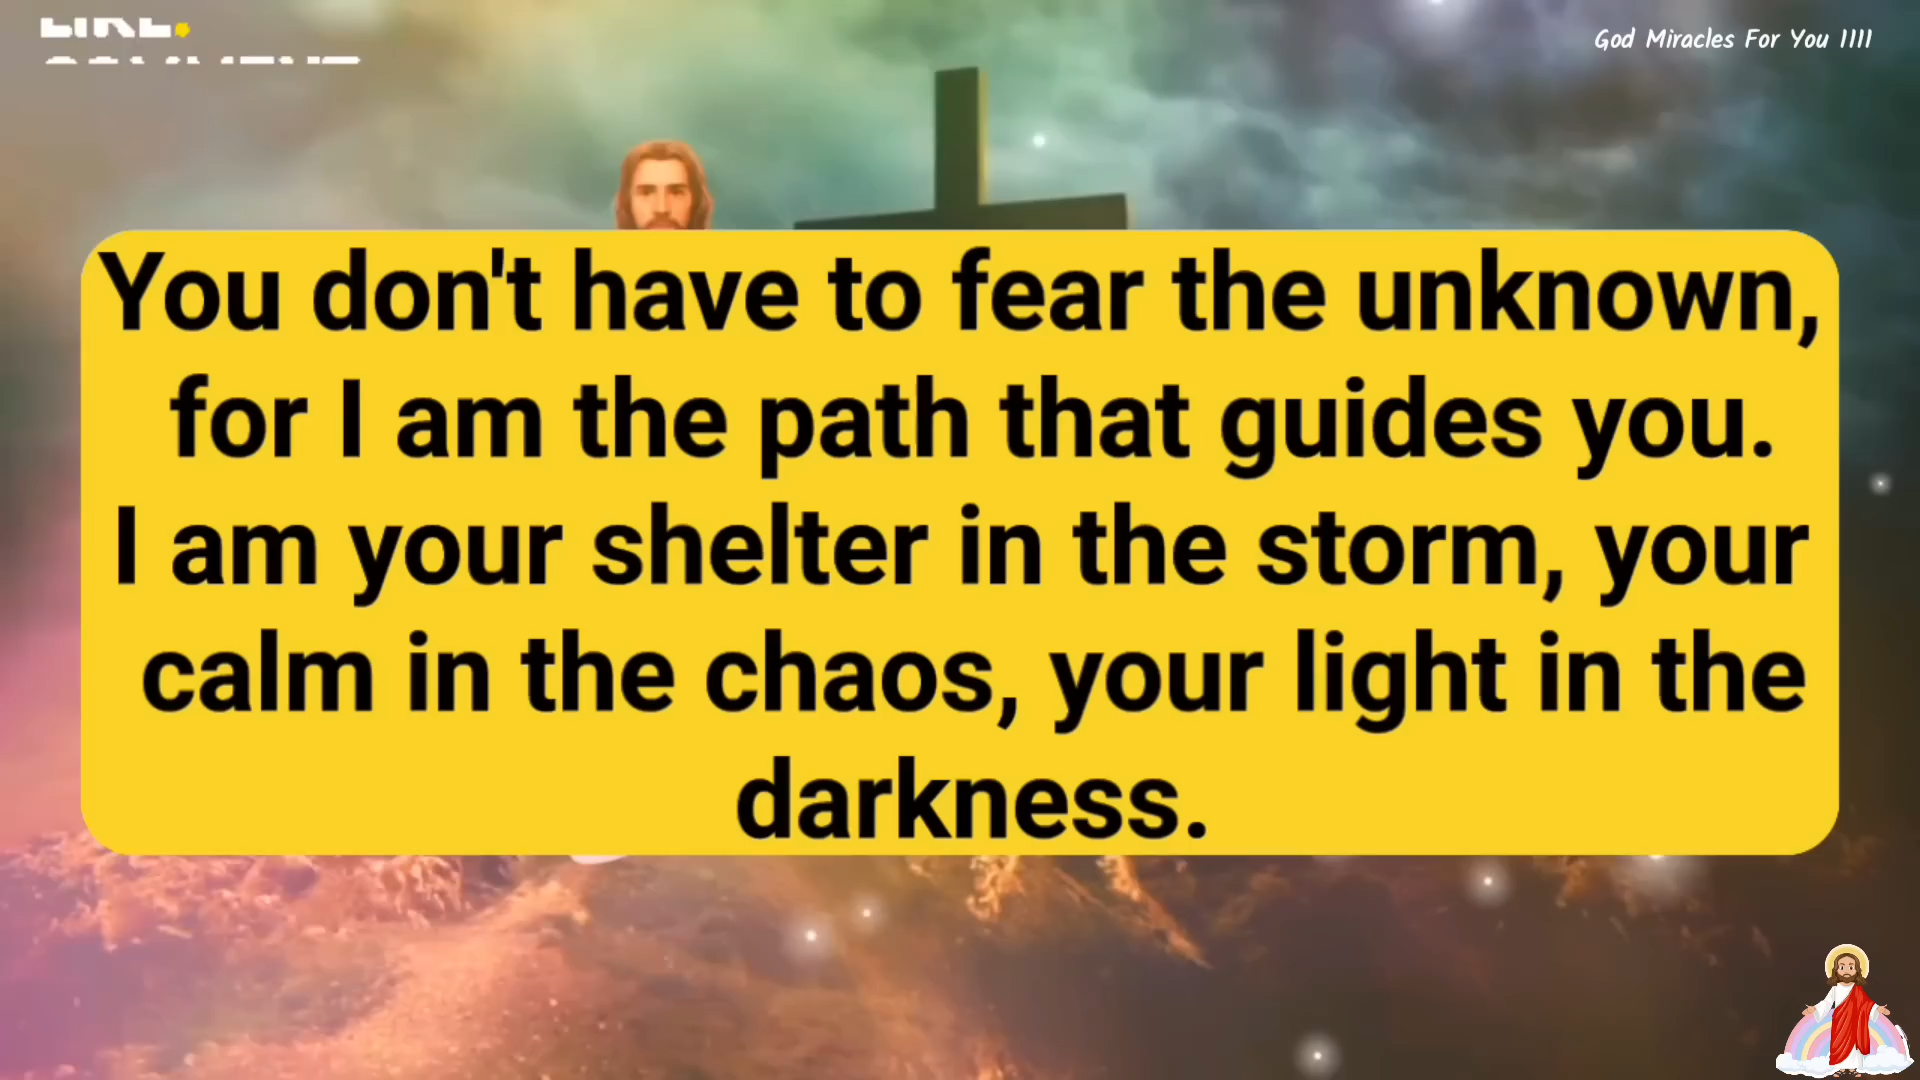 God Miracles For You 1111
You don't have to fear the unknown,
for I am the path that guides you.
I am your shelter in the storm, your
calm in the chaos, your light in the
darkness.